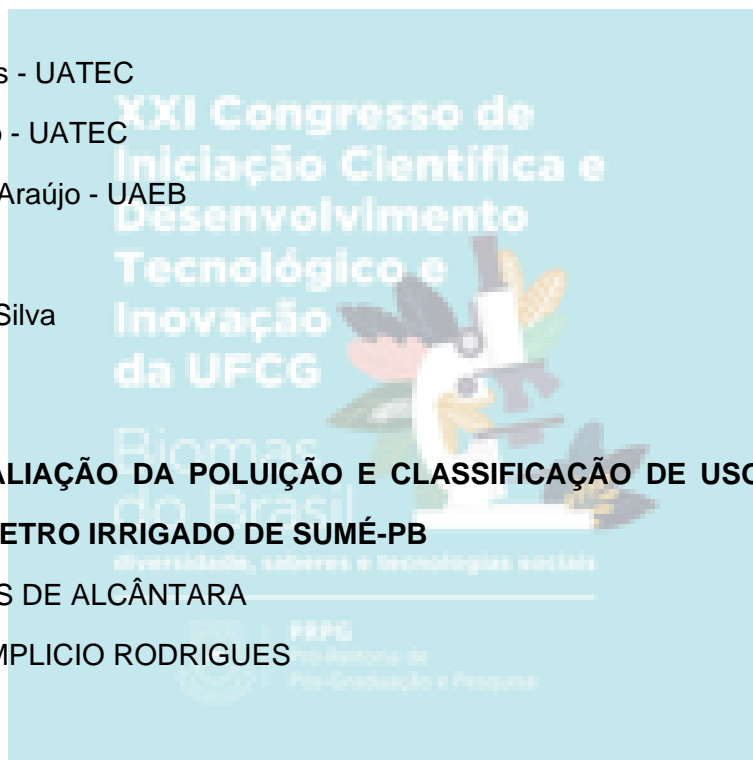 s - UATEC
XXI Congresso de
o - UATEC
Iniciação Científica e
Araújo - UAEB
Desenvolvimento
Tecnológico e
Silva
Inovação
da UFCG
Biomas
ALIAÇÃO DA POLUIÇÃO E CLASSIFICAÇÃO DE USO
do Brasil
ETRO IRRIGADO DE SUMÉ-PB
diversidade, saberes e tecnologias sociais
S DE ALCÂNTARA
PRPG
MPLICIO RODRIGUES
Pró-Reitoria de
Pós-Graduação e Pesquisa